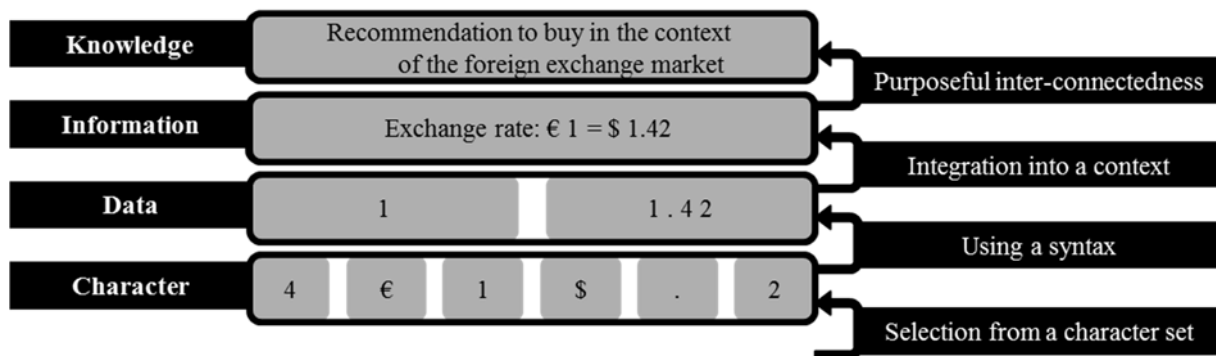 Knowledge
Recommendation to buy in the context
of the foreign exchange market
Purposeful inter-connectedness
Information
Exchange rate: € 1 = $ 1.42
Integration into a context
Data
1
1 . 4 2
Using a syntax
Character
4 € 1 $ . 2
Selection from a character set